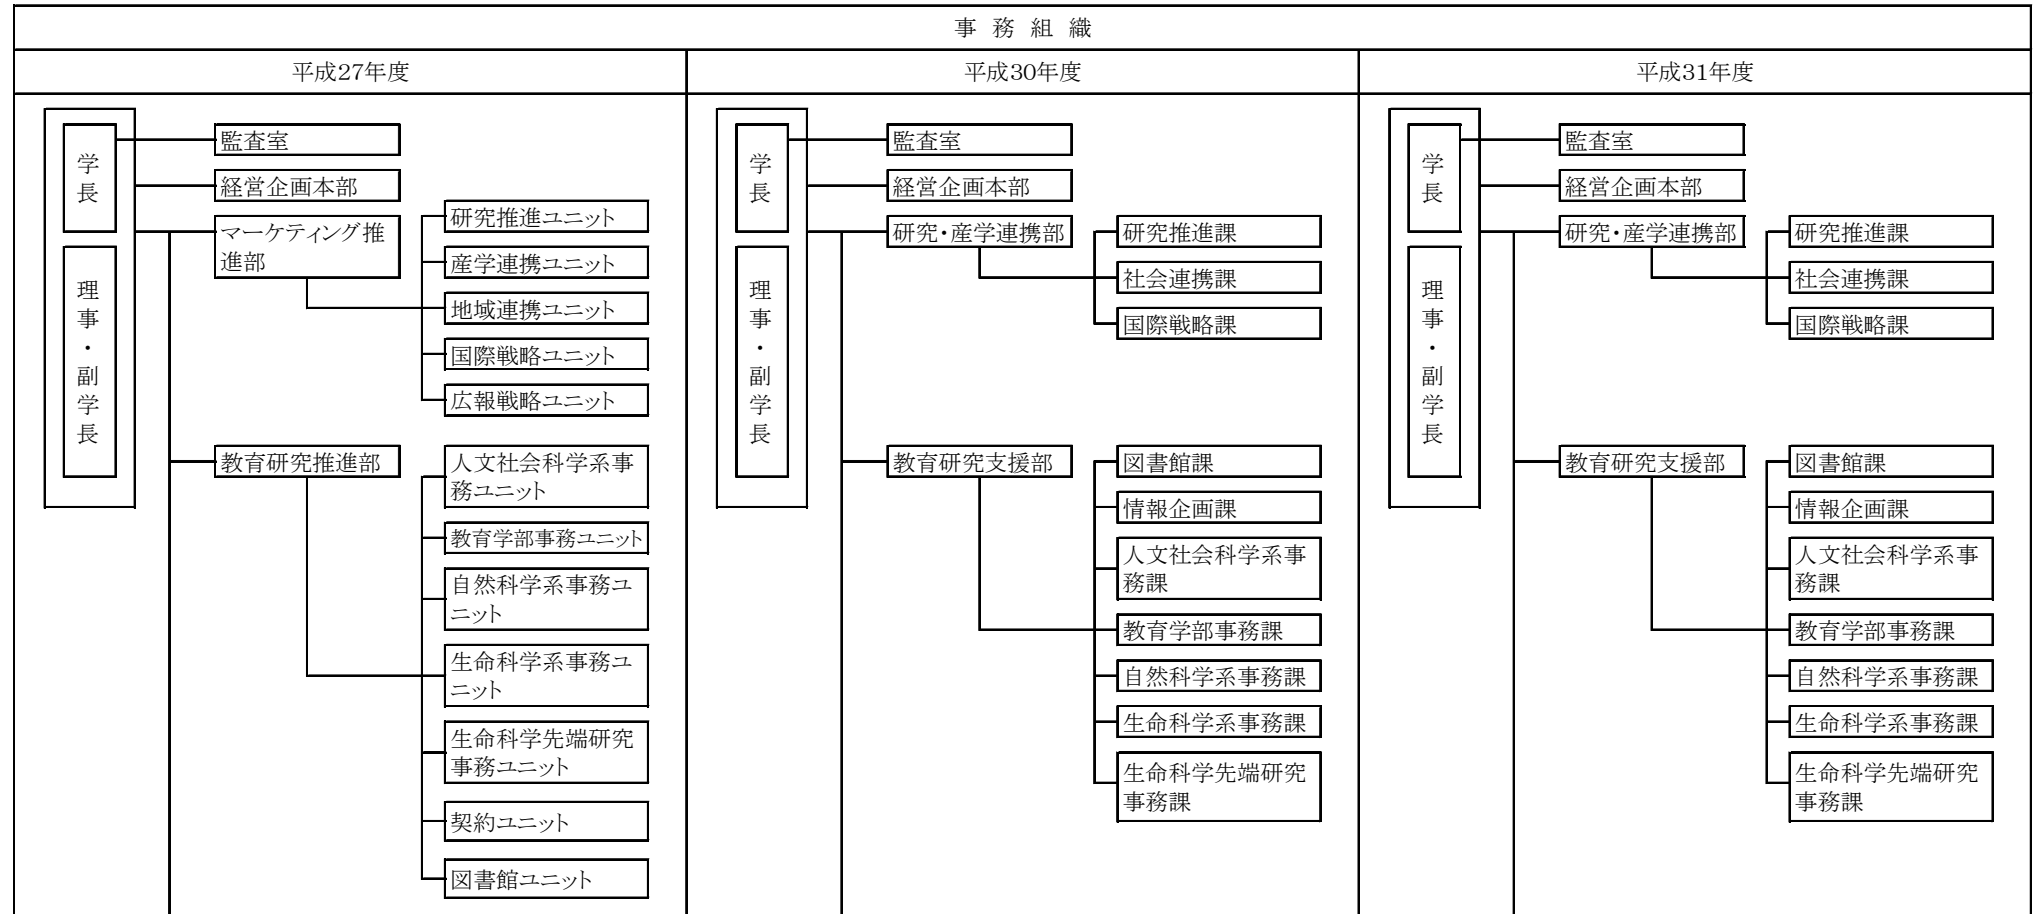 事 務 組 織
平成27年度
平成30年度
平成31年度
学長
理事・副学長
監査室
経営企画本部
マーケティング推
進部
研究推進ユニット
産学連携ユニット
地域連携ユニット
国際戦略ユニット
広報戦略ユニット
教育研究推進部
人文社会科学系事
務ユニット
教育学部事務ユニット
自然科学系事務ユ
ニット
生命科学系事務ユ
ニット
生命科学先端研究
事務ユニット
契約ユニット
図書館ユニット
学長
理事・副学長
監査室
経営企画本部
研究・産学連携部
研究推進課
社会連携課
国際戦略課
教育研究支援部
図書館課
情報企画課
人文社会科学系事
務課
教育学部事務課
自然科学系事務課
生命科学系事務課
生命科学先端研究
事務課
学長
理事・副学長
監査室
経営企画本部
研究・産学連携部
研究推進課
社会連携課
国際戦略課
教育研究支援部
図書館課
情報企画課
人文社会科学系事
務課
教育学部事務課
自然科学系事務課
生命科学系事務課
生命科学先端研究
事務課